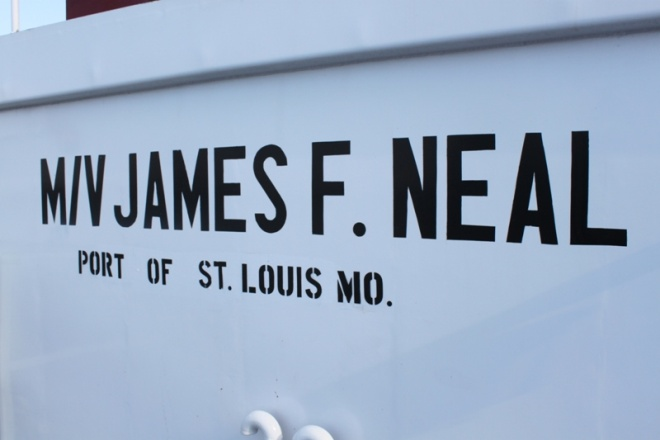 M/V JAMES F. NEAL
PORT OF ST. LOUIS MO.